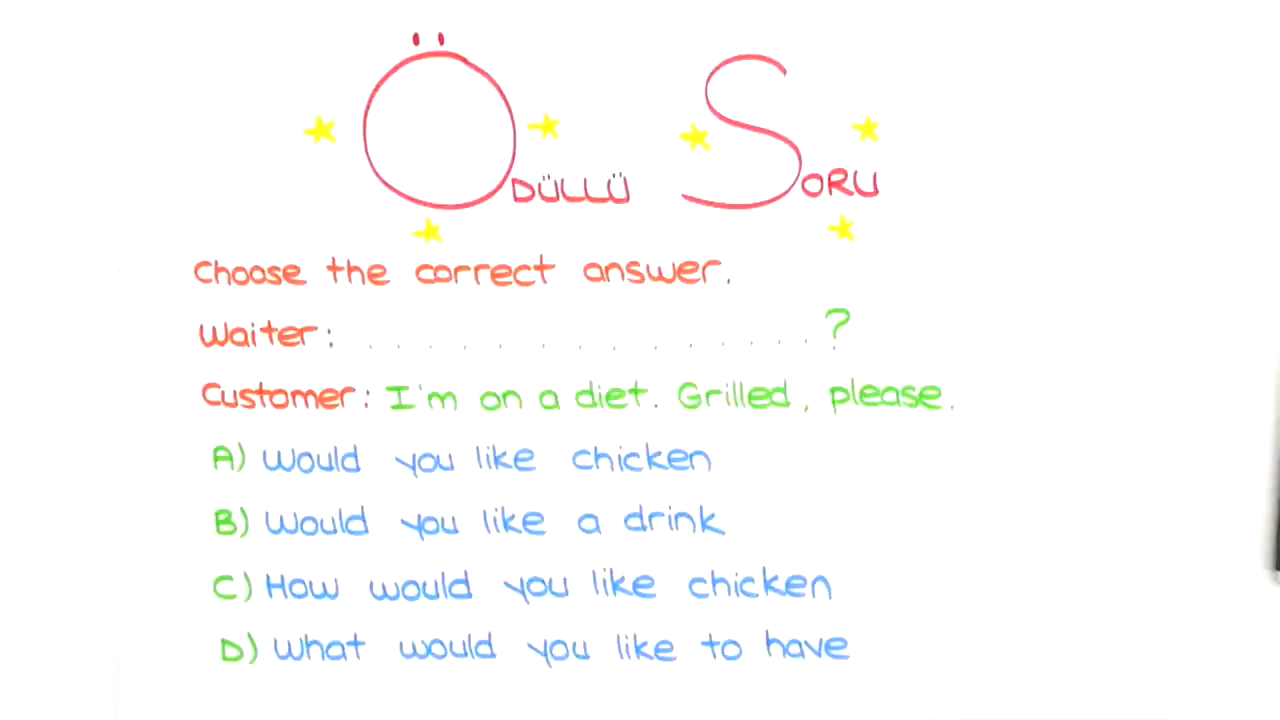 ÖDÜLLÜ SORU
Choose the correct answer.
Waiter: . . . . . . . . . . . . . ?
Customer: I'm on a diet. Grilled, please.
A) Would you like chicken
B) Would you like a drink
C) How would you like chicken
D) What would you like to have